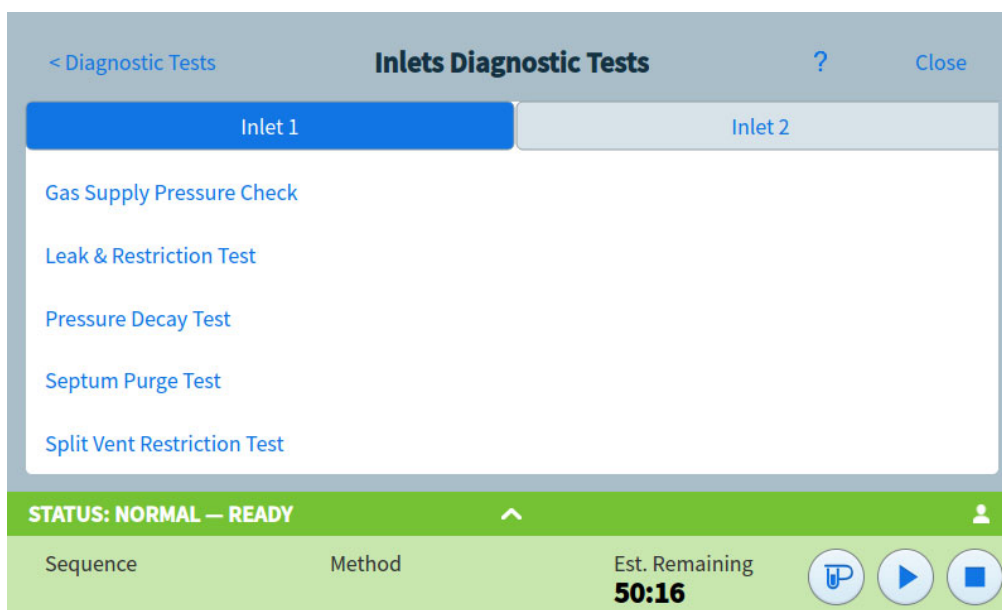 < Diagnostic Tests Inlets Diagnostic Tests ? Close
Inlet 1 Inlet 2
Gas Supply Pressure Check
Leak & Restriction Test
Pressure Decay Test
Septum Purge Test
Split Vent Restriction Test
STATUS: NORMAL — READY
Sequence Method Est. Remaining
50:16